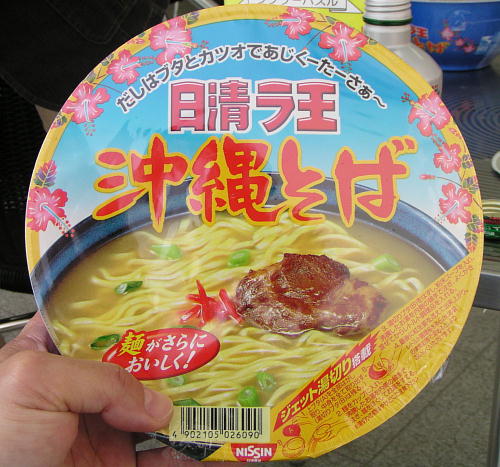 だしはブタとカツオであじくーたーさぁ〜
日清ラ王
沖縄そば
麺がさらに
おいしく!
ジェット湯切り搭載
4 902105 026090
NISSIN